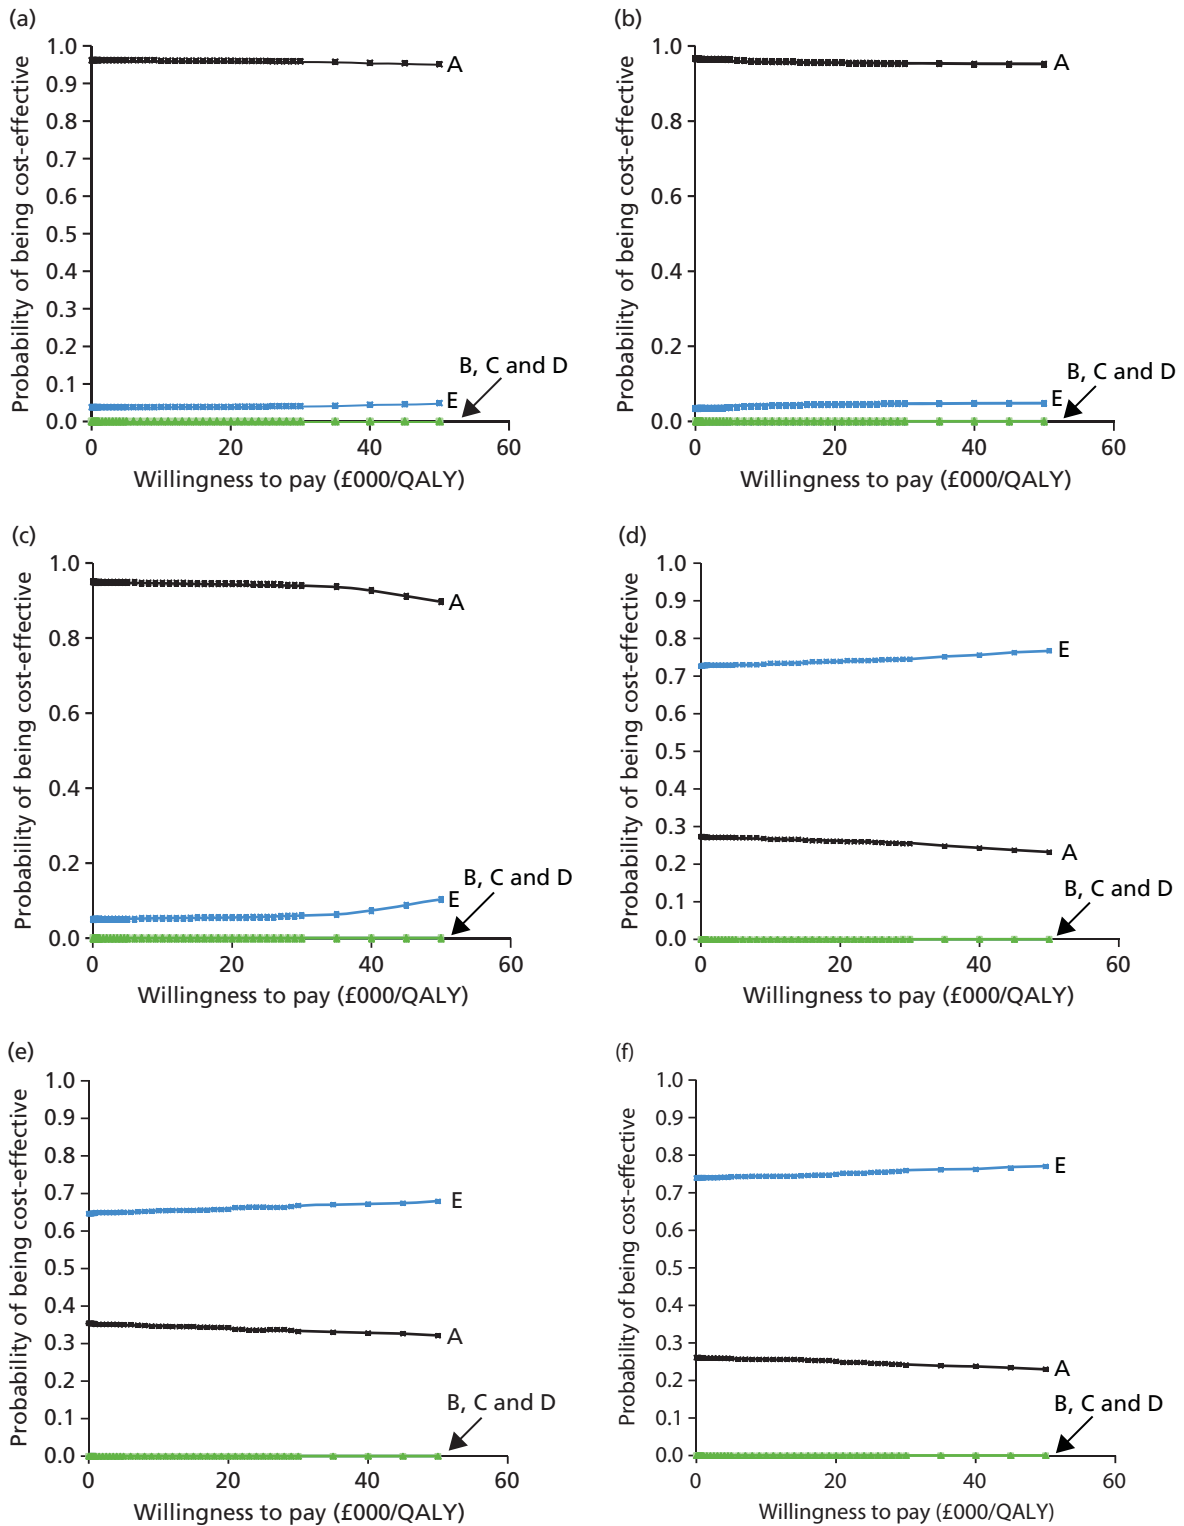 (a)
Probability of being cost-effective
1.0
0.9
0.8
0.7
0.6
0.5
0.4
0.3
0.2
0.1
0.0
A
B, C and D
E
0 20 40 60
Willingness to pay (£000/QALY)
(b)
Probability of being cost-effective
1.0
0.8
0.6
0.4
0.2
0.0
A
B, C and D
E
0 20 40 60
Willingness to pay (£000/QALY)
(c)
Probability of being cost-effective
1.0
0.8
0.6
0.4
0.2
0.0
A
B, C and D
E
0 20 40 60
Willingness to pay (£000/QALY)
(d)
Probability of being cost-effective
1.0
0.9
0.8
0.7
0.6
0.5
0.4
0.3
0.2
0.1
0.0
E
A
B, C and D
0 20 40 60
Willingness to pay (£000/QALY)
(e)
Probability of being cost-effective
1.0
0.9
0.8
0.7
0.6
0.5
0.4
0.3
0.2
0.1
0.0
E
A
B, C and D
0 20 40 60
Willingness to pay (£000/QALY)
(f)
Probability of being cost-effective
1.0
0.9
0.8
0.7
0.6
0.5
0.4
0.3
0.2
0.1
0.0
E
A
B, C and D
0 20 40 60
Willingness to pay (£000/QALY)